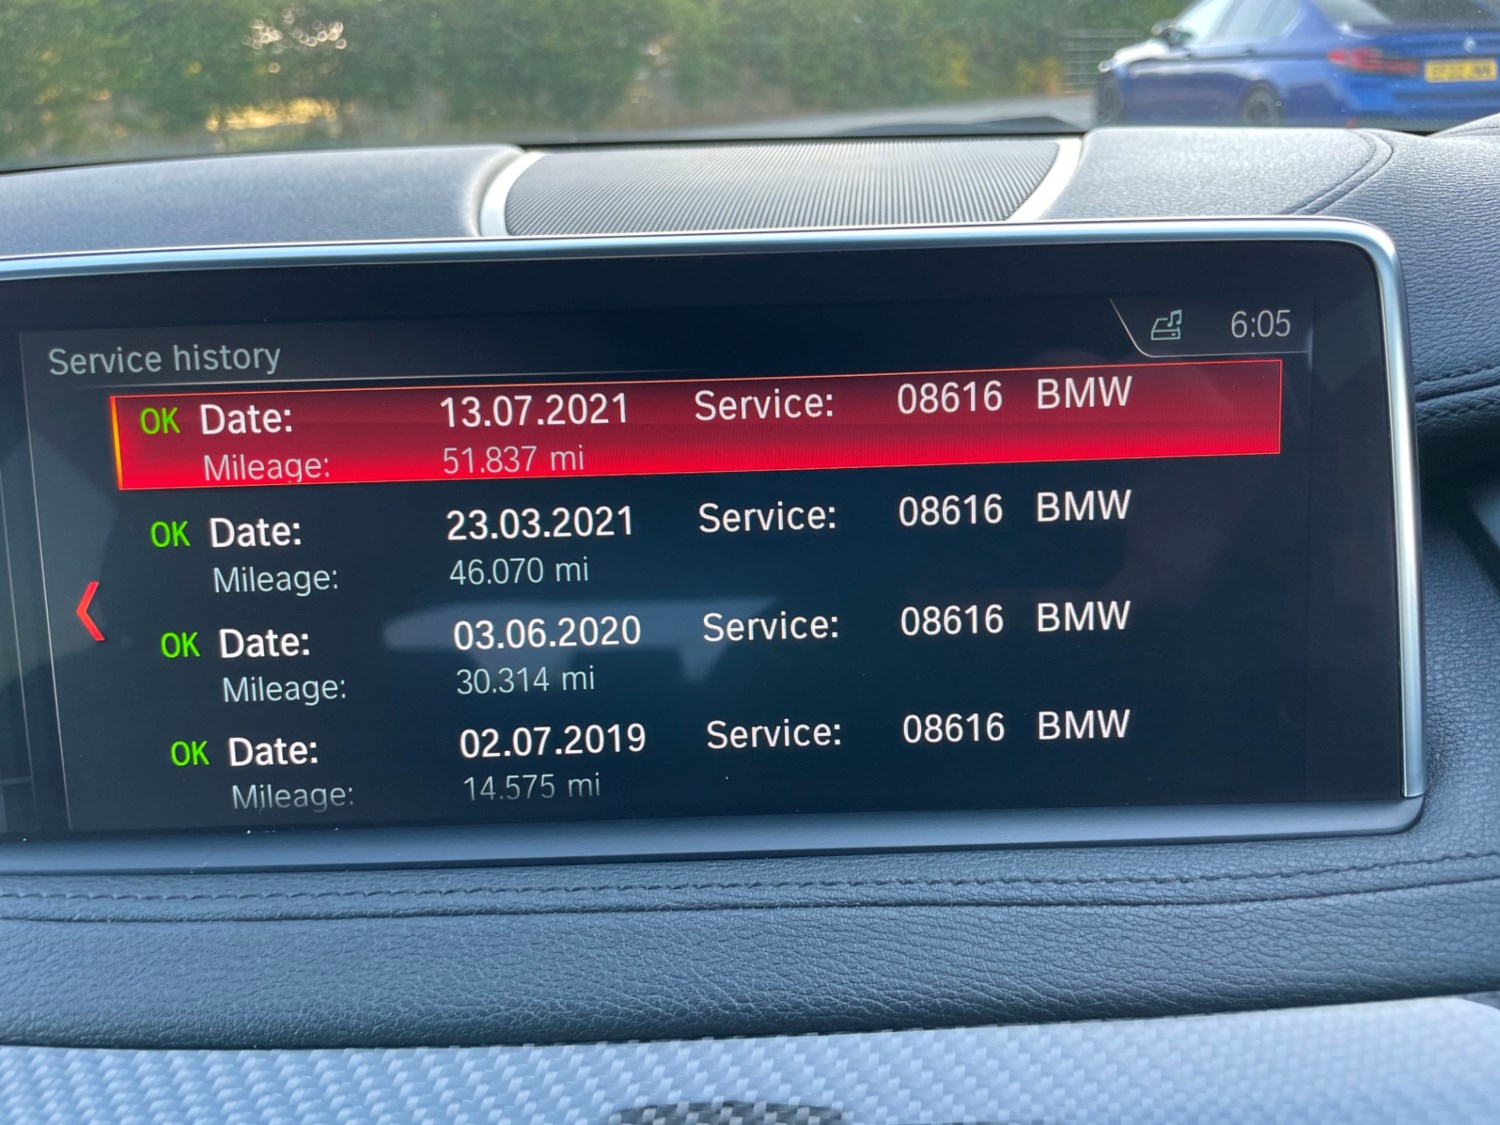 Service history
6:05
OK Date: 13.07.2021 Service: 08616 BMW
Mileage: 51.837 mi
OK Date: 23.03.2021 Service: 08616 BMW
Mileage: 46.070 mi
OK Date: 03.06.2020 Service: 08616 BMW
Mileage: 30.314 mi
OK Date: 02.07.2019 Service: 08616 BMW
Mileage: 14.575 mi